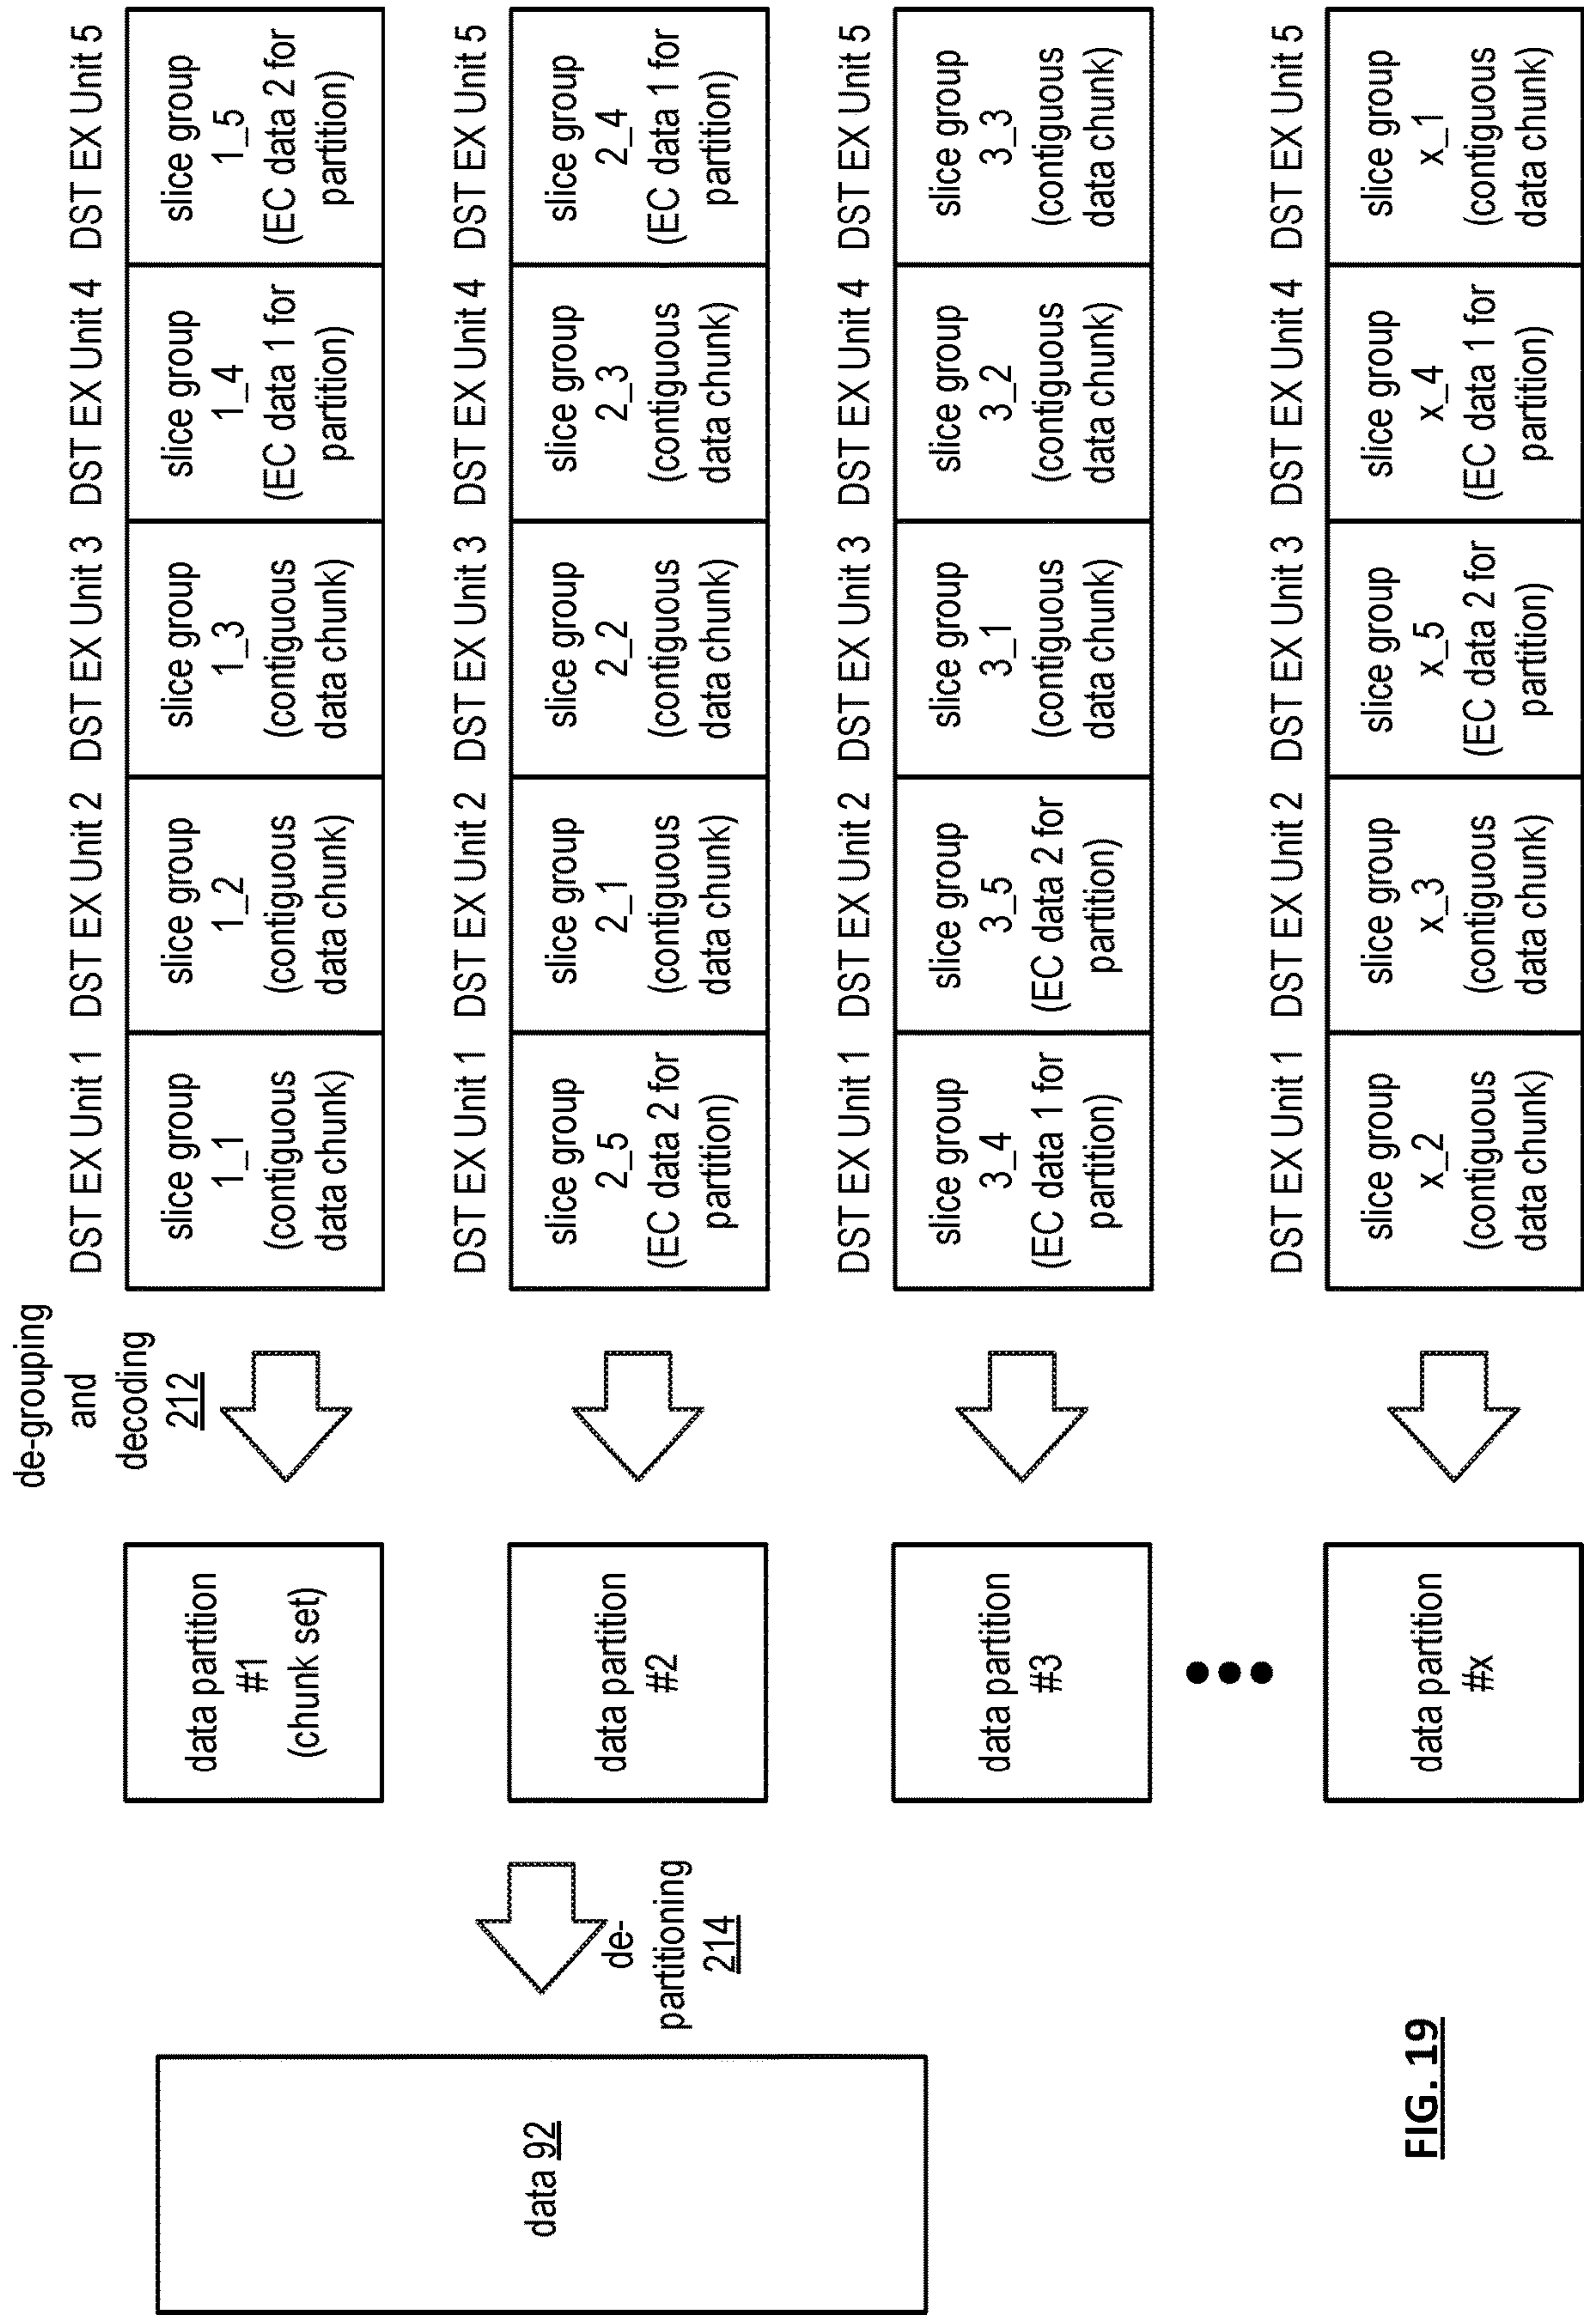 data 92
de-
partitioning
214
data partition
#1
(chunk set)
data partition
#2
data partition
#3
data partition
#x
de-grouping
and
decoding
212
DST EX Unit 1 DST EX Unit 2 DST EX Unit 3 DST EX Unit 4 DST EX Unit 5
slice group
1_1
(contiguous
data chunk)
slice group
1_2
(contiguous
data chunk)
slice group
1_3
(contiguous
data chunk)
slice group
1_4
(EC data 1 for
partition)
slice group
1_5
(EC data 2 for
partition)
DST EX Unit 1 DST EX Unit 2 DST EX Unit 3 DST EX Unit 4 DST EX Unit 5
slice group
2_5
(EC data 2 for
partition)
slice group
2_1
(contiguous
data chunk)
slice group
2_2
(contiguous
data chunk)
slice group
2_3
(contiguous
data chunk)
slice group
2_4
(EC data 1 for
partition)
DST EX Unit 1 DST EX Unit 2 DST EX Unit 3 DST EX Unit 4 DST EX Unit 5
slice group
3_4
(EC data 1 for
partition)
slice group
3_5
(EC data 2 for
partition)
slice group
3_1
(contiguous
data chunk)
slice group
3_2
(contiguous
data chunk)
slice group
3_3
(contiguous
data chunk)
DST EX Unit 1 DST EX Unit 2 DST EX Unit 3 DST EX Unit 4 DST EX Unit 5
slice group
x_2
(contiguous
data chunk)
slice group
x_3
(contiguous
data chunk)
slice group
x_5
(EC data 2 for
partition)
slice group
x_4
(EC data 1 for
partition)
slice group
x_1
(contiguous
data chunk)
FIG. 19